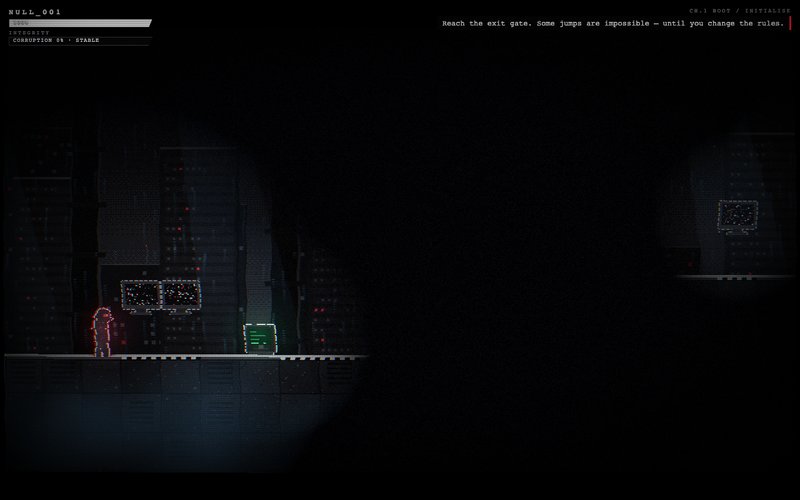 NULL_001
100%
INTEGRITY
CORRUPTION 0% · STABLE
CH.1 BOOT / INITIALISE
Reach the exit gate. Some jumps are impossible — until you change the rules.